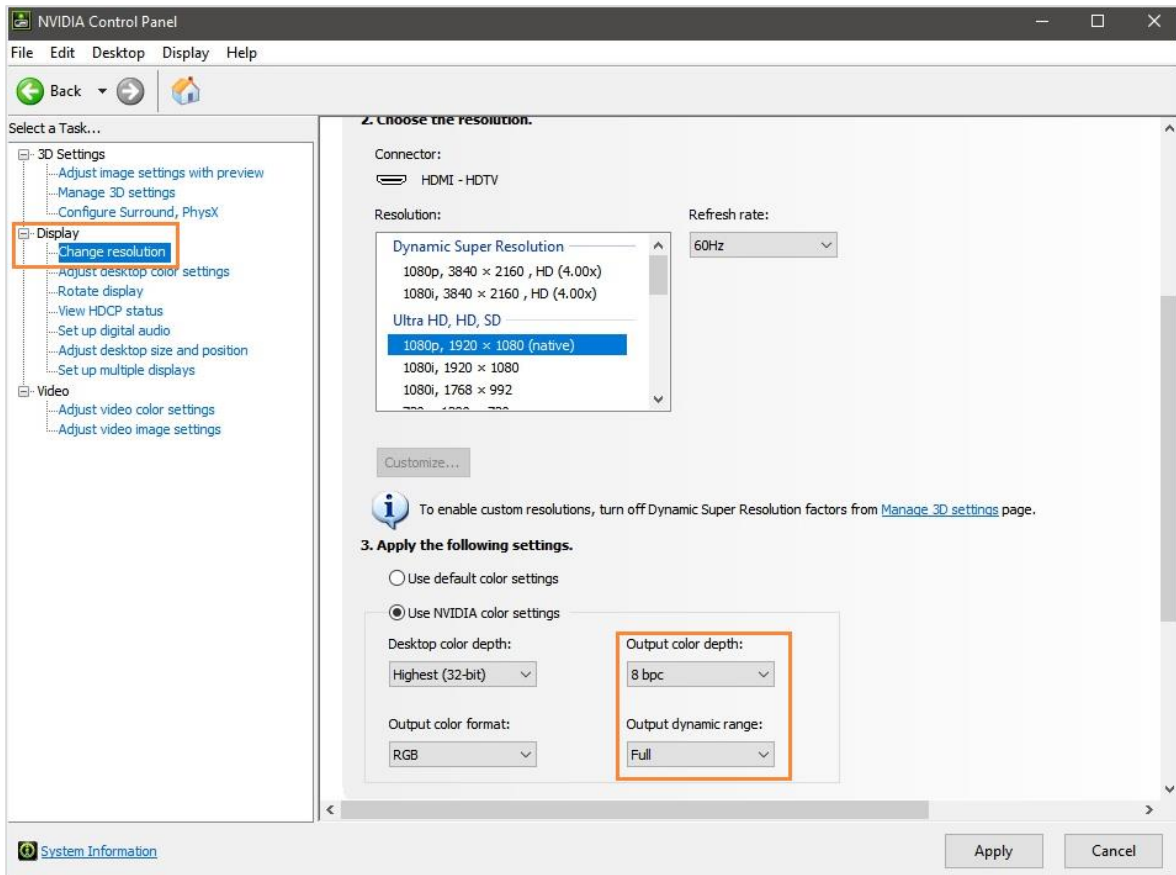 NVIDIA Control Panel
File Edit Desktop Display Help
Back
Select a Task...
3D Settings
Adjust image settings with preview
Manage 3D settings
Configure Surround, PhysX
Display
Change resolution
Adjust desktop color settings
Rotate display
View HDCP status
Set up digital audio
Adjust desktop size and position
Set up multiple displays
Video
Adjust video color settings
Adjust video image settings
2. Choose the resolution.
Connector:
HDMI - HDTV
Resolution:
Refresh rate:
Dynamic Super Resolution
60Hz
1080p, 3840 × 2160 , HD (4.00x)
1080i, 3840 × 2160 , HD (4.00x)
Ultra HD, HD, SD
1080p, 1920 × 1080 (native)
1080i, 1920 × 1080
1080i, 1768 × 992
Customize...
To enable custom resolutions, turn off Dynamic Super Resolution factors from Manage 3D settings page.
3. Apply the following settings.
Use default color settings
Use NVIDIA color settings
Desktop color depth:
Output color depth:
Highest (32-bit)
8 bpc
Output color format:
Output dynamic range:
RGB
Full
System Information
Apply
Cancel